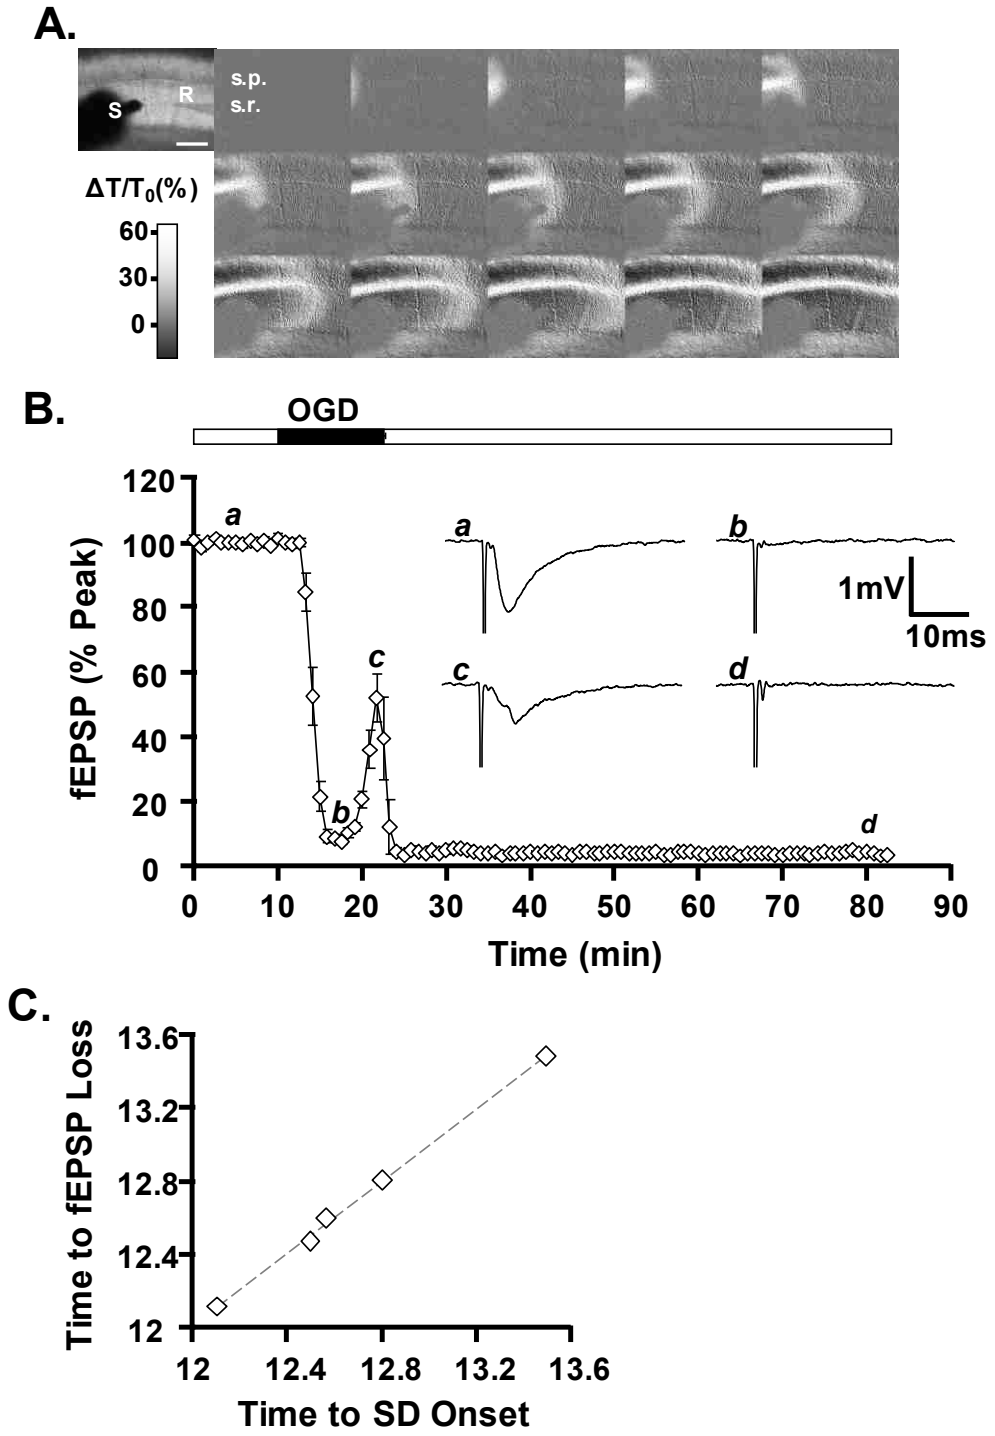 A.
S
R
s.p.
s.r.
ΔT/T0(%)
60
30
0
B.
OGD
fEPSP (% Peak)
120
100
80
60
40
20
0
a
b
c
d
a
b
c
d
1mV
10ms
0 10 20 30 40 50 60 70 80 90
Time (min)
C.
Time to fEPSP Loss
13.6
13.2
12.8
12.4
12
12 12.4 12.8 13.2 13.6
Time to SD Onset